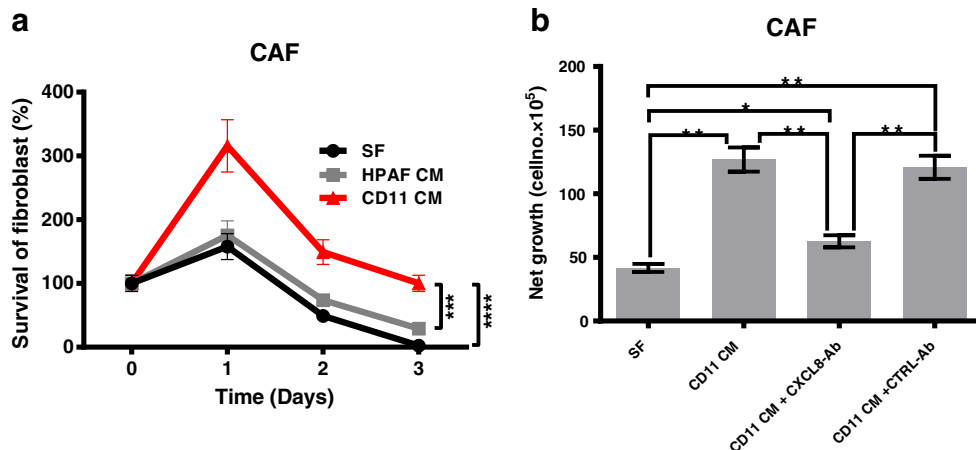 a
CAF
Survival of fibroblast (%)
400
300
200
100
0
0 1 2 3
Time (Days)
SF
HPAF CM
CD11 CM
***
****
b
CAF
Net growth (cellno.×10⁵)
200
150
100
50
0
**
*
** ** **
SF
CD11 CM
CD11 CM + CXCL8-Ab
CD11 CM +CTRL-Ab